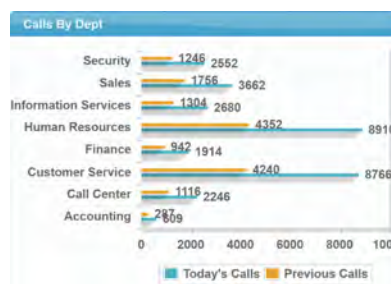 Calls By Dept
Security 1246 2552
Sales 1756 3662
Information Services 1304 2680
Human Resources 4352 8910
Finance 942 1914
Customer Service 4240 8766
Call Center 1116 2246
Accounting 287 609
0 2000 4000 6000 8000 1000
Today's Calls Previous Calls